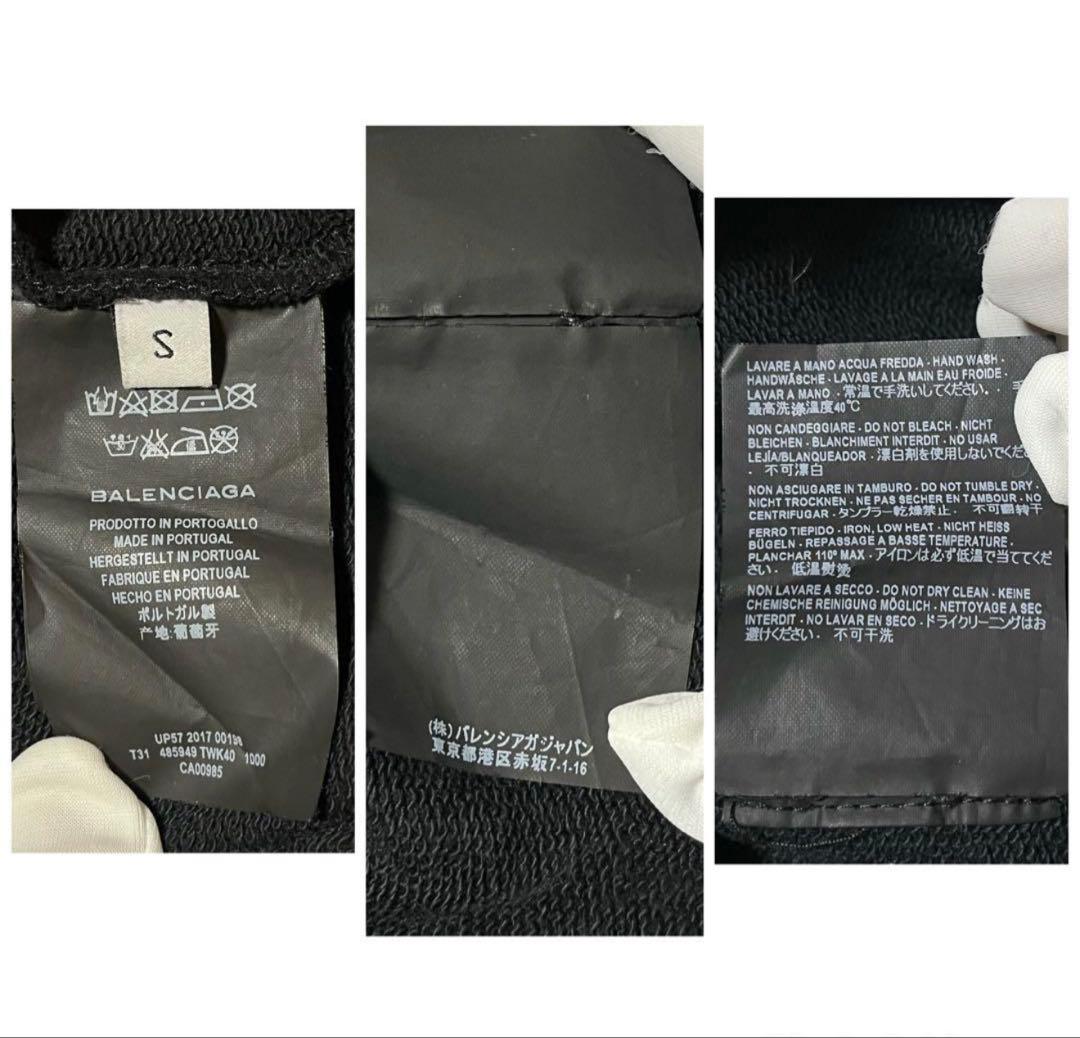 S
BALENCIAGA
PRODOTTO IN PORTOGALLO
MADE IN PORTUGAL
HERGESTELLT IN PORTUGAL
FABRIQUE EN PORTUGAL
HECHO EN PORTUGAL
ポルトガル製
产地:葡萄牙
UP57 2017 00198
T31 485949 TWK40 1000
CA00985
(株)バレンシアガジャパン
東京都港区赤坂7-1-16
LAVARE A MANO ACQUA FREDDA - HAND WASH -
HANDWÄSCHE - LAVAGE A LA MAIN EAU FROIDE -
LAVAR A MANO - 常温で手洗いしてください. -
最高洗涤温度40℃
NON CANDEGGIARE - DO NOT BLEACH - NICHT
BLEICHEN - BLANCHIMENT INTERDIT - NO USAR
LEJÍA/BLANQUEADOR - 漂白剤を使用しないでくだ
- 不可漂白
NON ASCIUGARE IN TAMBURO - DO NOT TUMBLE DRY -
NICHT TROCKNEN - NE PAS SECHER EN TAMBOUR - NO
CENTRIFUGAR - タンブラー乾燥禁止. 不可翻转干
FERRO TIEPIDO - IRON, LOW HEAT - NICHT HEISS
BÜGELN - REPASSAGE A BASSE TEMPERATURE -
PLANCHAR 110º MAX - アイロンは必ず低温で当ててくだ
さい. 低温熨烫
NON LAVARE A SECCO - DO NOT DRY CLEAN - KEINE
CHEMISCHE REINIGUNG MÖGLICH - NETTOYAGE A SEC
INTERDIT - NO LAVAR EN SECO - ドライクリーニングはお
避けください. 不可干洗